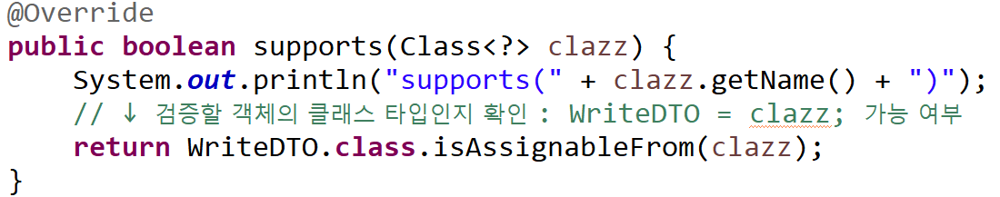 @Override
public boolean supports(Class<?> clazz) {
    System.out.println("supports(" + clazz.getName() + ")");
    // ↓ 검증할 객체의 클래스 타입인지 확인 : WriteDTO = clazz; 가능 여부
    return WriteDTO.class.isAssignableFrom(clazz);
}